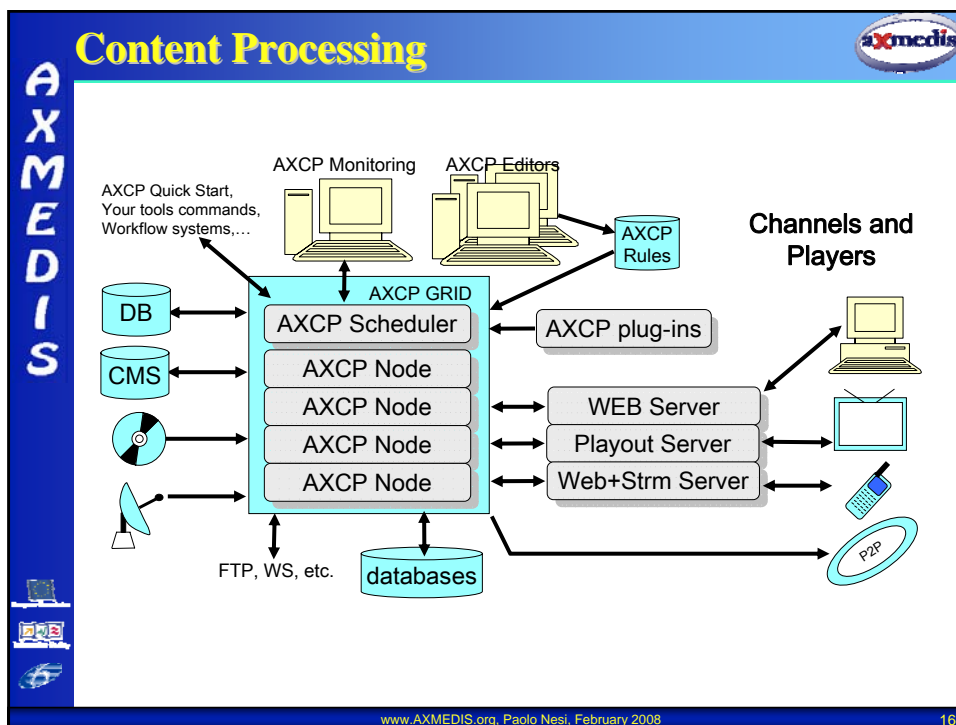 Content Processing
axmedis
AXMEDIS
AXCP Monitoring
AXCP Editors
AXCP Quick Start,
Your tools commands,
Workflow systems,...
AXCP
Rules
Channels and
Players
AXCP GRID
DB
AXCP Scheduler
AXCP plug-ins
CMS
AXCP Node
AXCP Node
WEB Server
AXCP Node
Playout Server
AXCP Node
Web+Strm Server
P2P
FTP, WS, etc.
databases
www.AXMEDIS.org, Paolo Nesi, February 2008
16